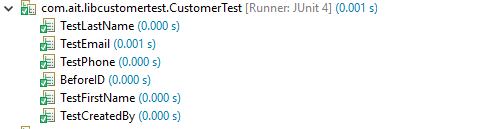 com.ait.libcustomertest.CustomerTest [Runner: JUnit 4] (0.001 s)
TestLastName (0.000 s)
TestEmail (0.001 s)
TestPhone (0.000 s)
BeforeID (0.000 s)
TestFirstName (0.000 s)
TestCreatedBy (0.000 s)